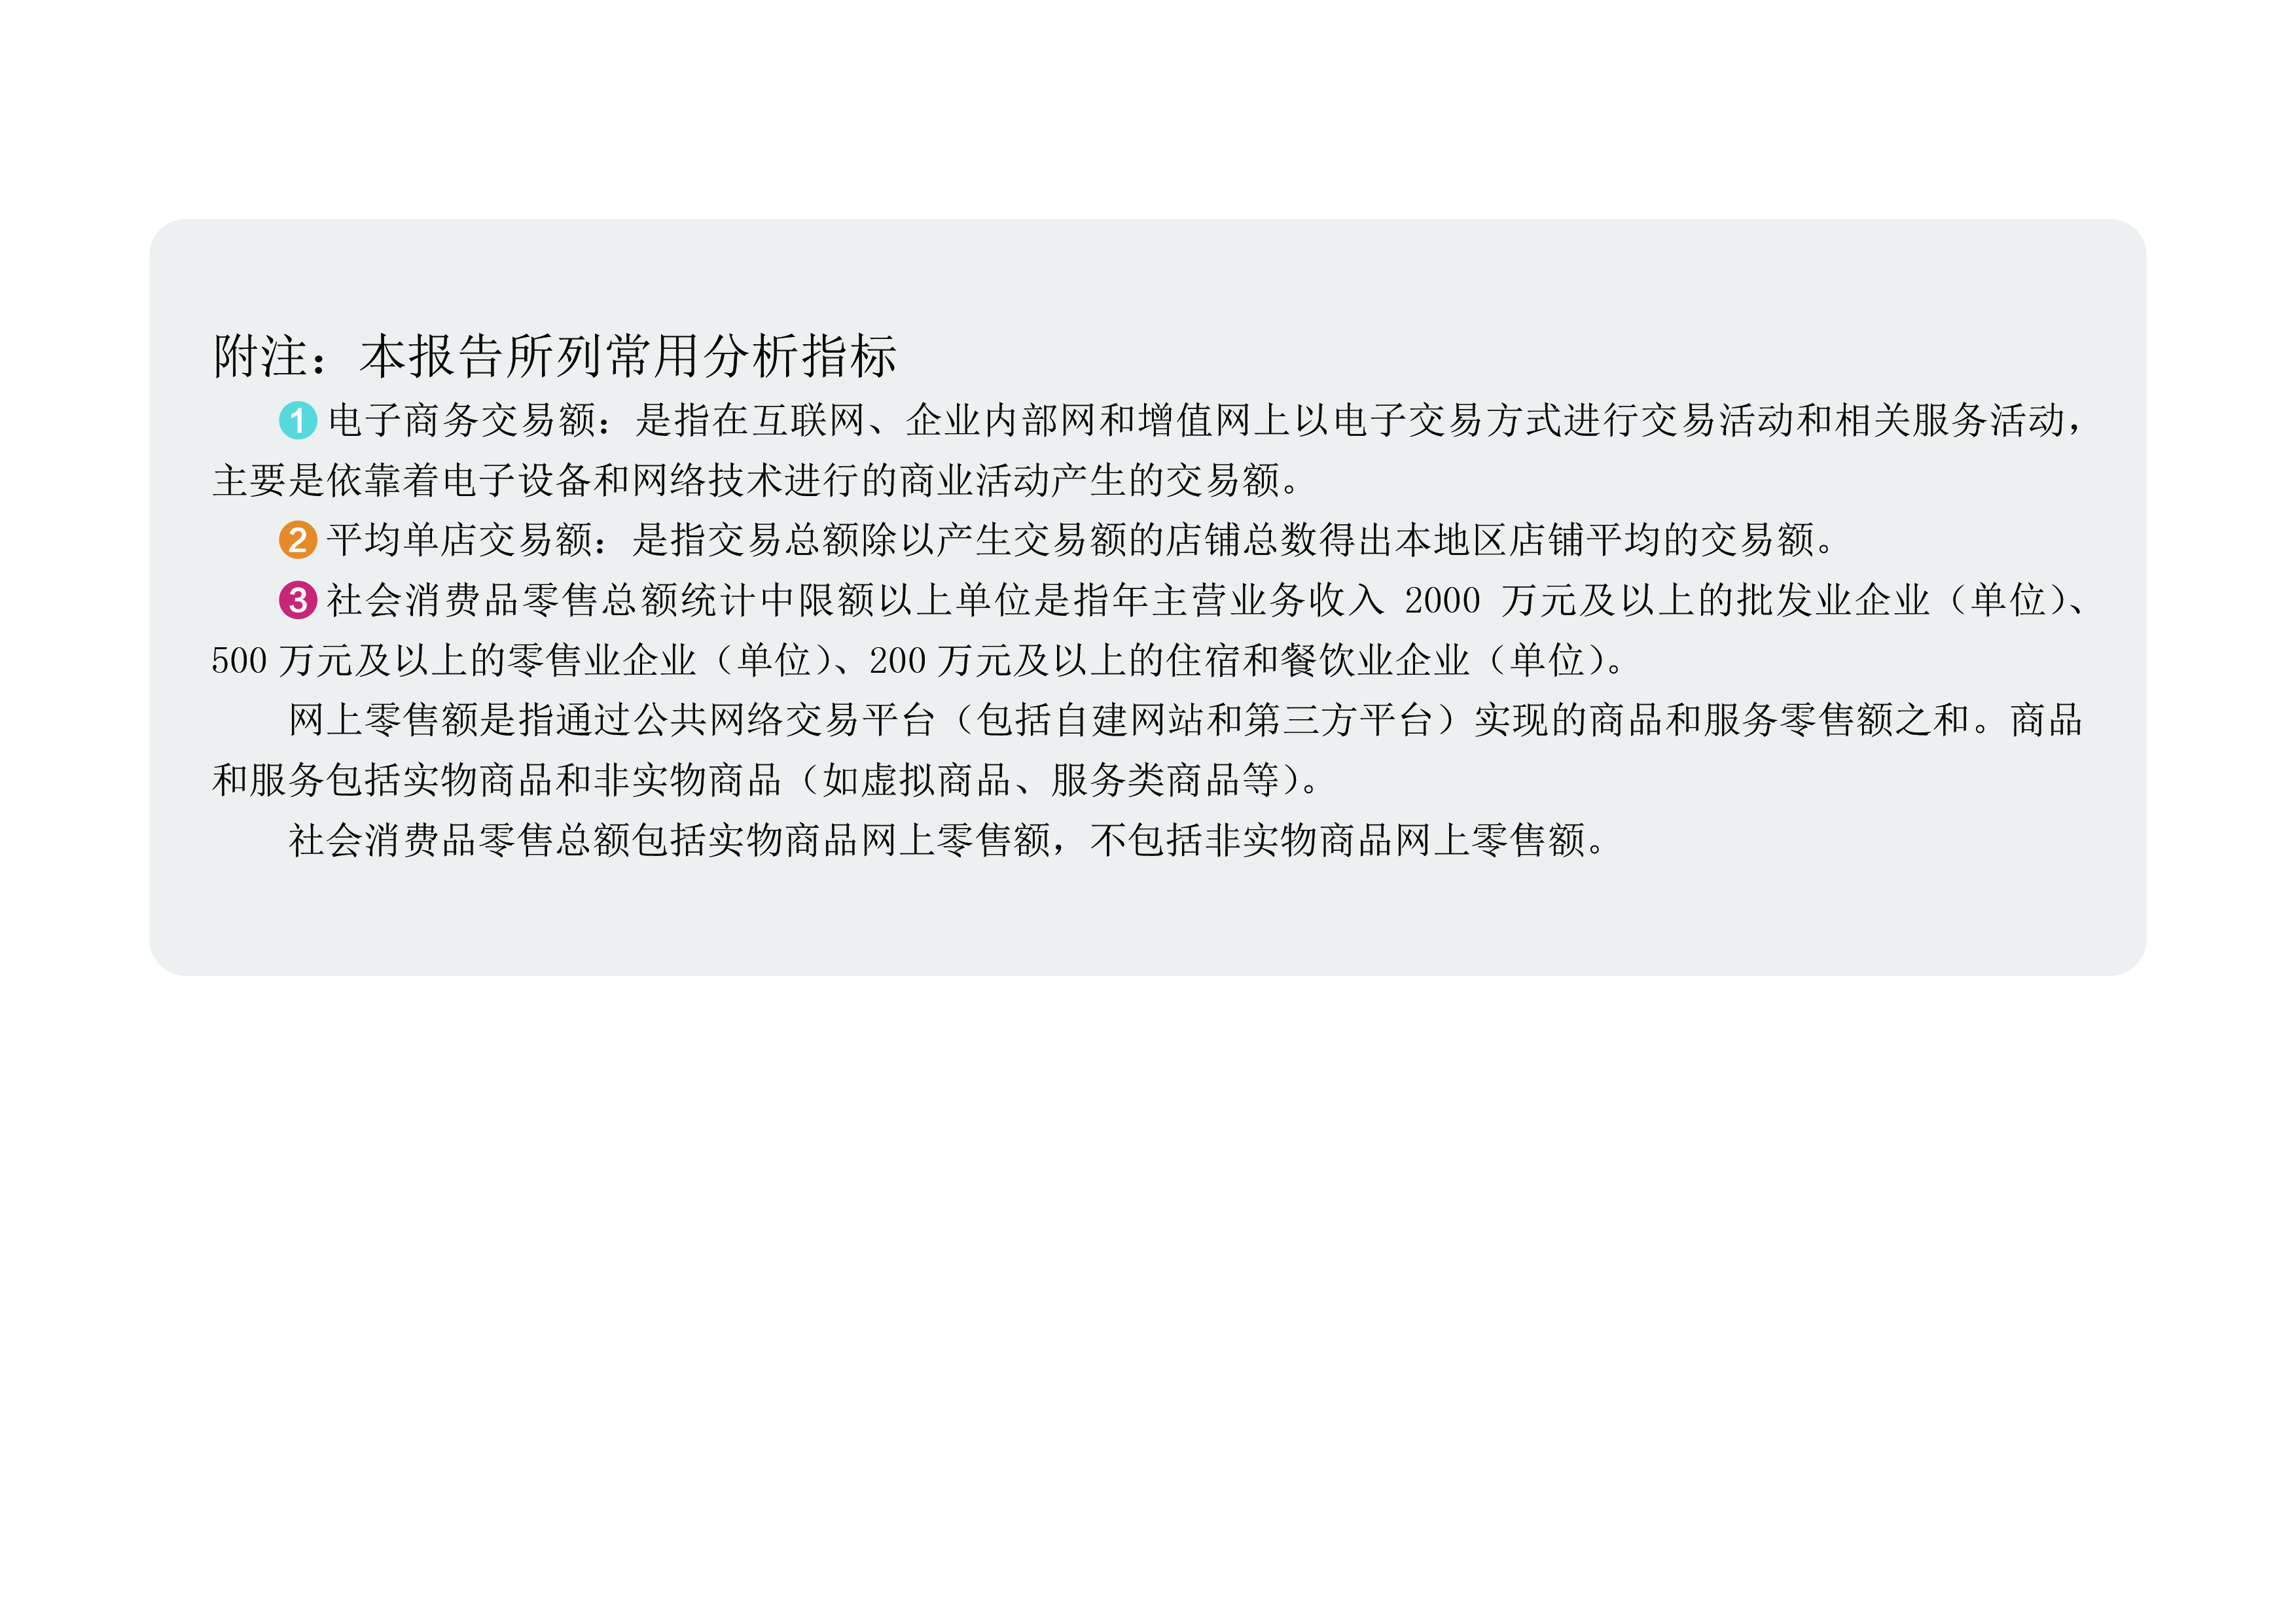 附注：本报告所列常用分析指标
❶电子商务交易额：是指在互联网、企业内部网和增值网上以电子交易方式进行交易活动和相关服务活动，
主要是依靠着电子设备和网络技术进行的商业活动产生的交易额。
❷平均单店交易额：是指交易总额除以产生交易额的店铺总数得出本地区店铺平均的交易额。
❸社会消费品零售总额统计中限额以上单位是指年主营业务收入 2000 万元及以上的批发业企业（单位）、
500 万元及以上的零售业企业（单位）、200 万元及以上的住宿和餐饮业企业（单位）。
网上零售额是指通过公共网络交易平台（包括自建网站和第三方平台）实现的商品和服务零售额之和。商品
和服务包括实物商品和非实物商品（如虚拟商品、服务类商品等）。
社会消费品零售总额包括实物商品网上零售额，不包括非实物商品网上零售额。